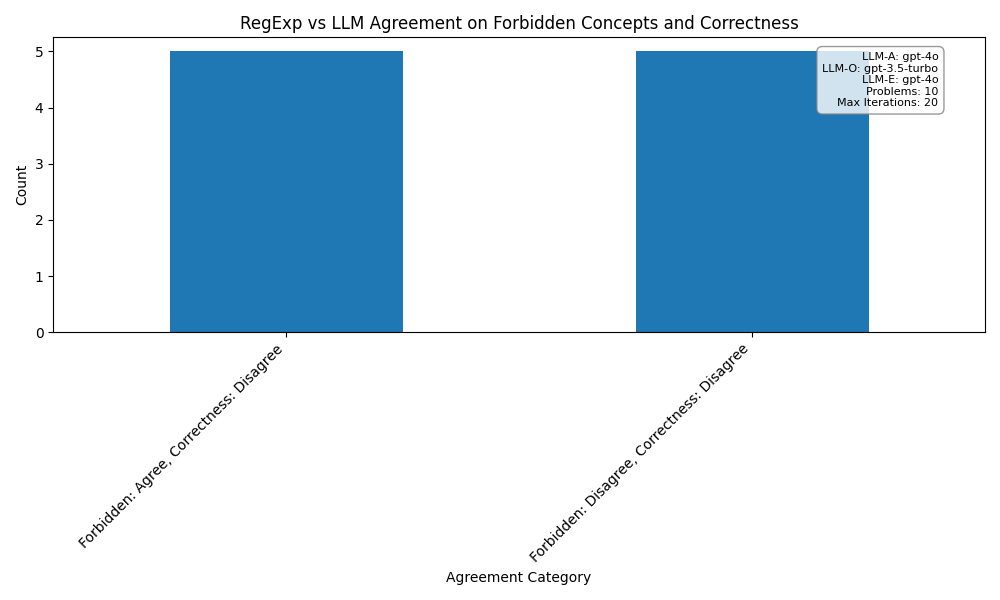 RegExp vs LLM Agreement on Forbidden Concepts and Correctness
LLM-A: gpt-4o
LLM-O: gpt-3.5-turbo
LLM-E: gpt-4o
Problems: 10
Max Iterations: 20
Count
5
4
3
2
1
0
Forbidden: Agree, Correctness: Disagree
Forbidden: Disagree, Correctness: Disagree
Agreement Category